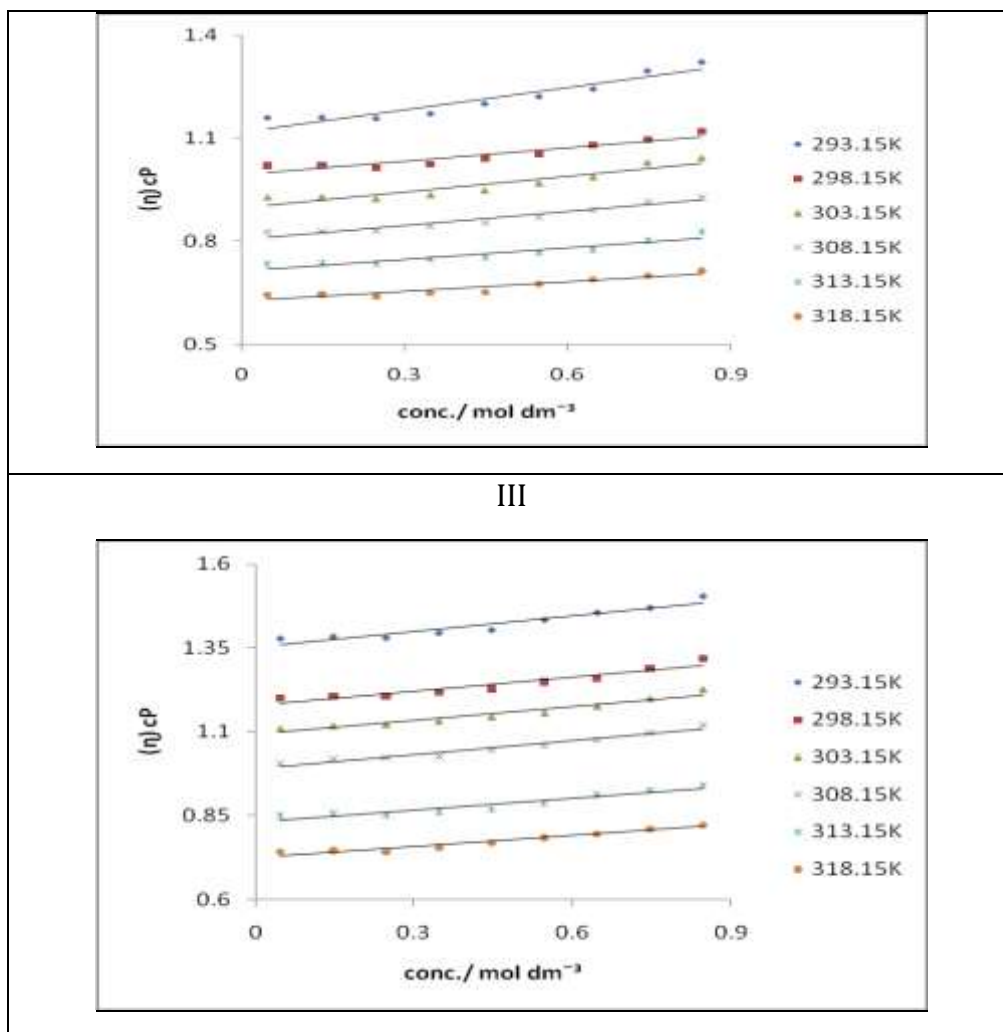 1.4
1.1
0.8
0.5
(η) cP
0 0.3 0.6 0.9
conc./ mol dm⁻³
293.15K
298.15K
303.15K
308.15K
313.15K
318.15K
III
1.6
1.35
1.1
0.85
0.6
(η) cP
0 0.3 0.6 0.9
conc./ mol dm⁻³
293.15K
298.15K
303.15K
308.15K
313.15K
318.15K